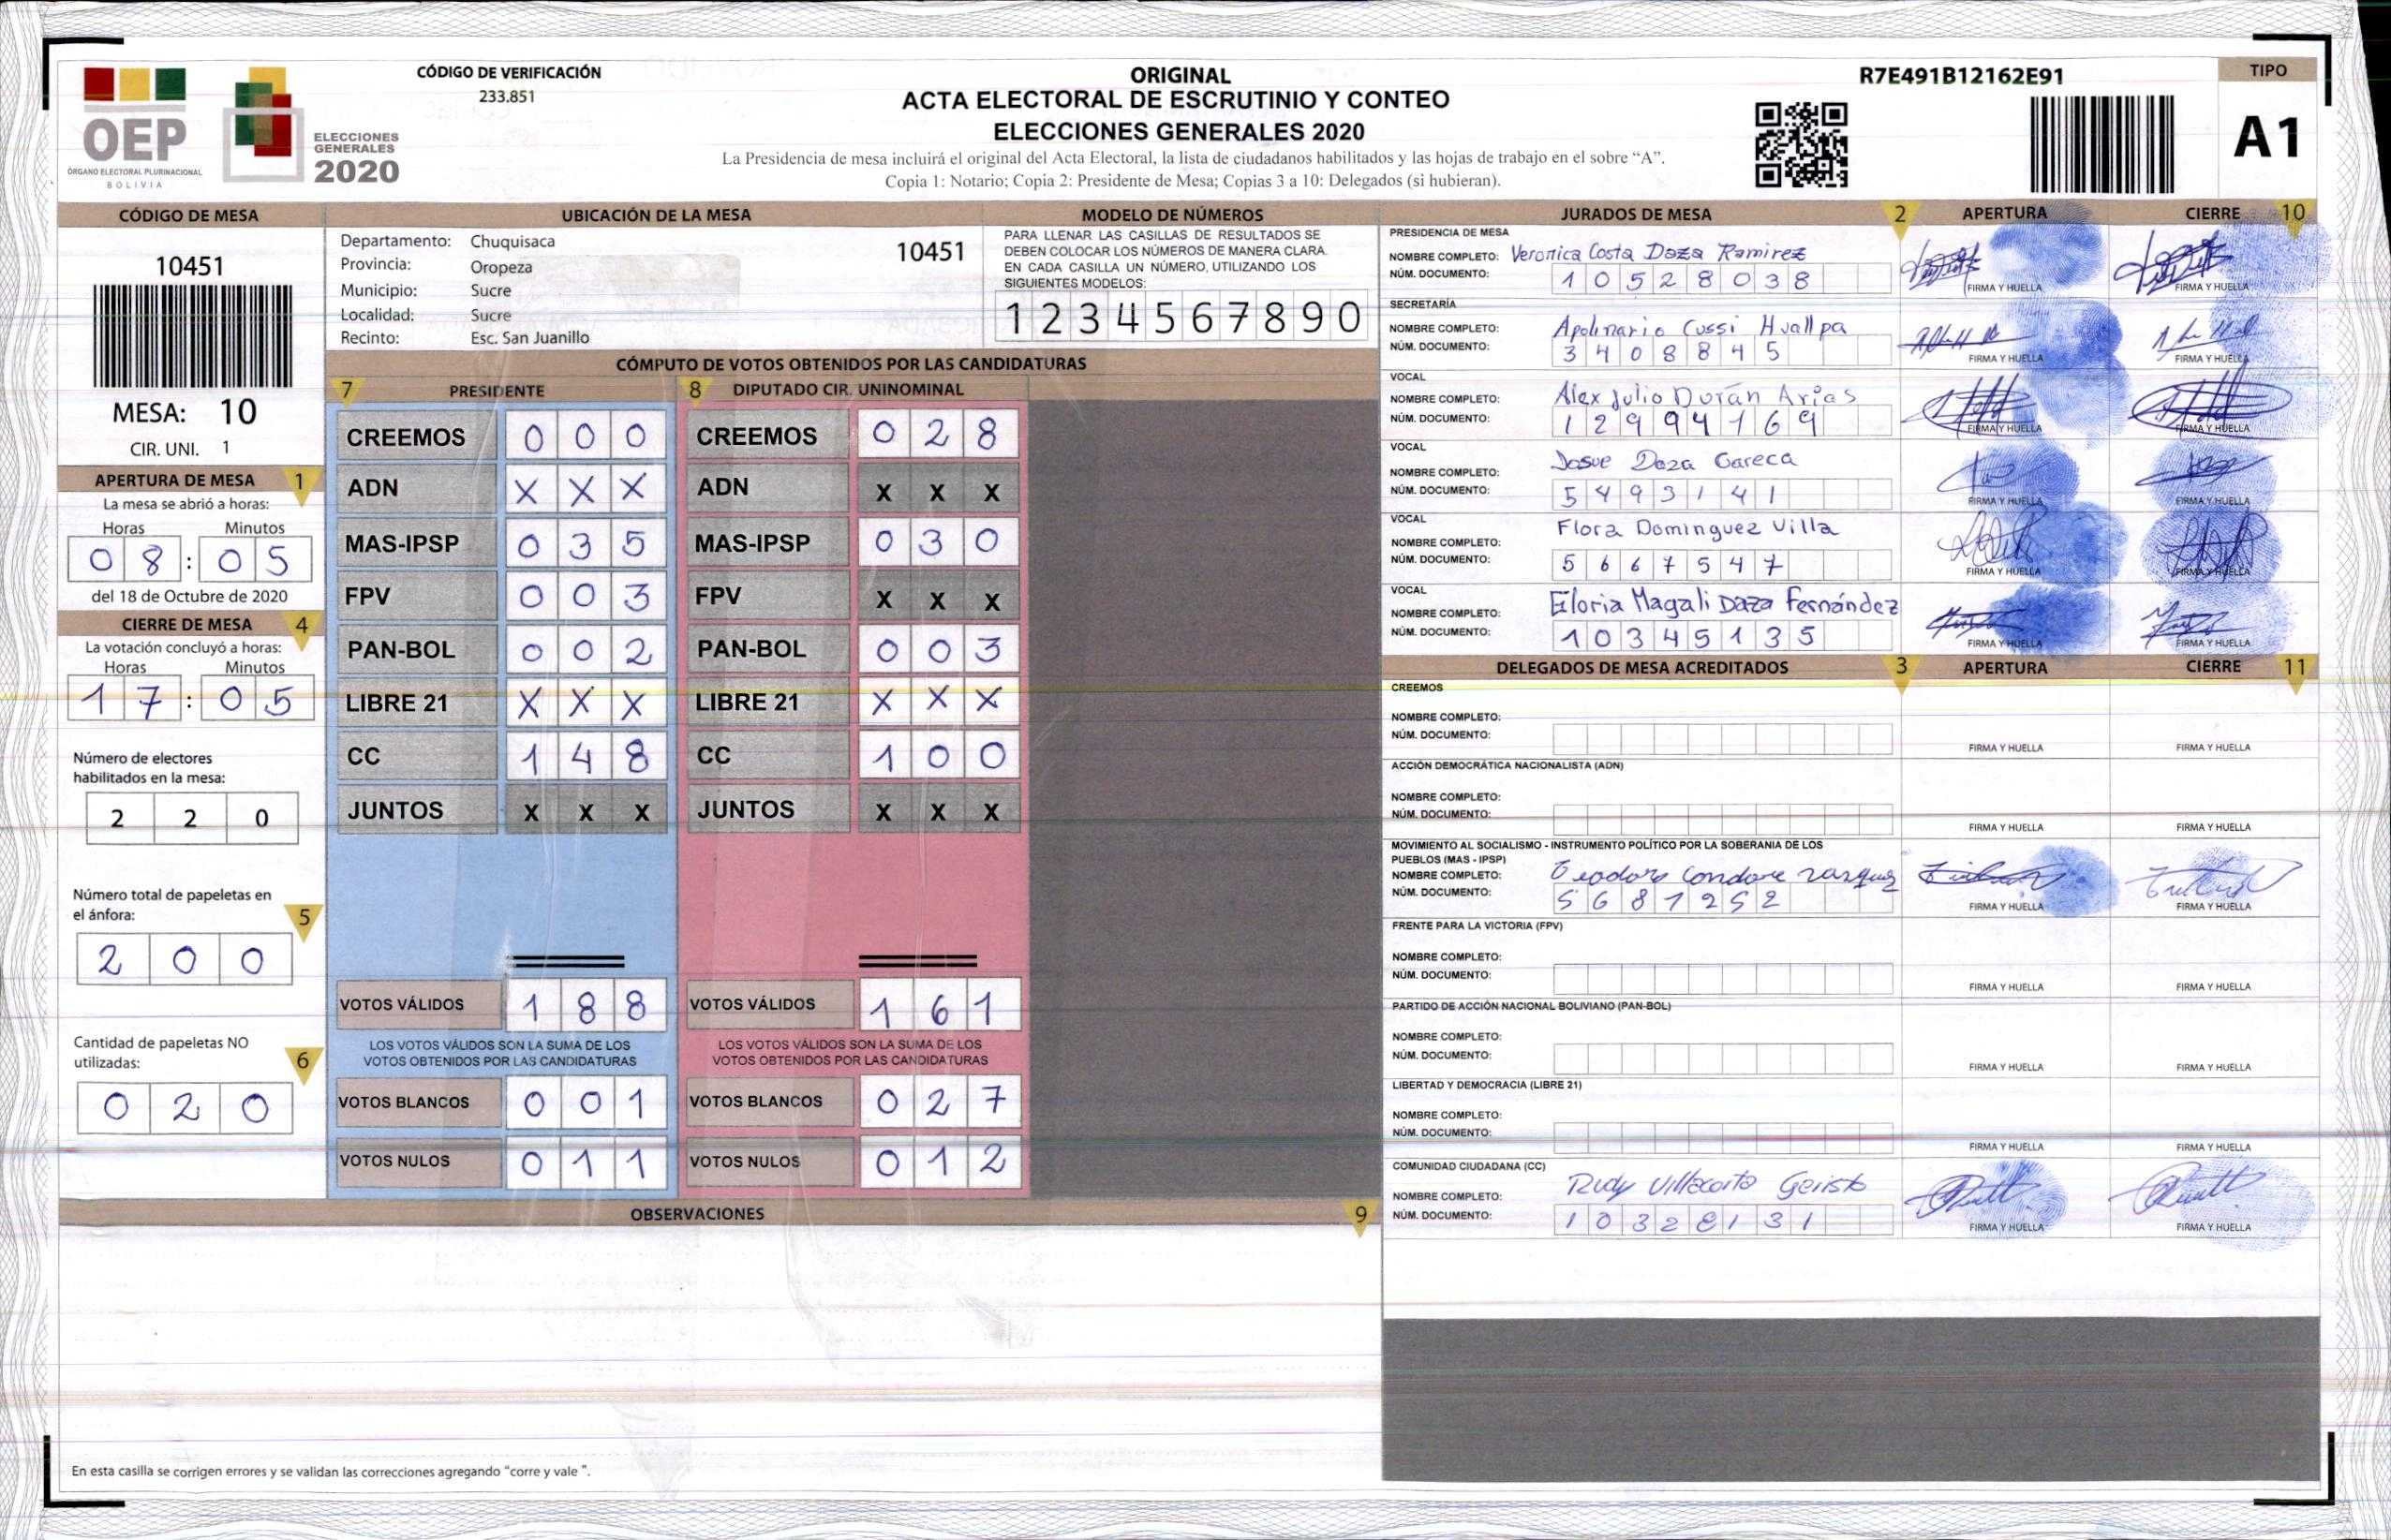 OEP
ÓRGANO ELECTORAL PLURINACIONAL
BOLIVIA
ELECCIONES
GENERALES
2020
CÓDIGO DE VERIFICACIÓN
233.851
ORIGINAL
ACTA ELECTORAL DE ESCRUTINIO Y CONTEO
ELECCIONES GENERALES 2020
La Presidencia de mesa incluirá el original del Acta Electoral, la lista de ciudadanos habilitados y las hojas de trabajo en el sobre “A”.
Copia 1: Notario; Copia 2: Presidente de Mesa; Copias 3 a 10: Delegados (si hubieran).
R7E491B12162E91
TIPO
A1
CÓDIGO DE MESA
10451
MESA: 10
CIR. UNI. 1
APERTURA DE MESA 1
La mesa se abrió a horas:
Horas Minutos
0 8 : 0 5
del 18 de Octubre de 2020
CIERRE DE MESA 4
La votación concluyó a horas:
Horas Minutos
1 7 : 0 5
Número de electores
habilitados en la mesa:
2 2 0
Número total de papeletas en
el ánfora: 5
2 0 0
Cantidad de papeletas NO
utilizadas: 6
0 2 0
UBICACIÓN DE LA MESA
Departamento: Chuquisaca 10451
Provincia: Oropeza
Municipio: Sucre
Localidad: Sucre
Recinto: Esc. San Juanillo
MODELO DE NÚMEROS
PARA LLENAR LAS CASILLAS DE RESULTADOS SE
DEBEN COLOCAR LOS NÚMEROS DE MANERA CLARA.
EN CADA CASILLA UN NÚMERO, UTILIZANDO LOS
SIGUIENTES MODELOS:
1 2 3 4 5 6 7 8 9 0
CÓMPUTO DE VOTOS OBTENIDOS POR LAS CANDIDATURAS
7 PRESIDENTE
CREEMOS 0 0 0
ADN X X X
MAS-IPSP 0 3 5
FPV 0 0 3
PAN-BOL 0 0 2
LIBRE 21 X X X
CC 1 4 8
JUNTOS X X X
VOTOS VÁLIDOS 1 8 8
LOS VOTOS VÁLIDOS SON LA SUMA DE LOS
VOTOS OBTENIDOS POR LAS CANDIDATURAS
VOTOS BLANCOS 0 0 1
VOTOS NULOS 0 1 1
8 DIPUTADO CIR. UNINOMINAL
CREEMOS 0 2 8
ADN X X X
MAS-IPSP 0 3 0
FPV X X X
PAN-BOL 0 0 3
LIBRE 21 X X X
CC 1 0 0
JUNTOS X X X
VOTOS VÁLIDOS 1 6 1
LOS VOTOS VÁLIDOS SON LA SUMA DE LOS
VOTOS OBTENIDOS POR LAS CANDIDATURAS
VOTOS BLANCOS 0 2 7
VOTOS NULOS 0 1 2
OBSERVACIONES 9
En esta casilla se corrigen errores y se validan las correcciones agregando “corre y vale ”.
JURADOS DE MESA 2 APERTURA CIERRE 10
PRESIDENCIA DE MESA
NOMBRE COMPLETO: Veronica Costa Daza Ramirez
NÚM. DOCUMENTO: 1 0 5 2 8 0 3 8
FIRMA Y HUELLA FIRMA Y HUELLA
SECRETARÍA
NOMBRE COMPLETO: Apolinario Cussi Huallpa
NÚM. DOCUMENTO: 3 4 0 8 8 4 5
FIRMA Y HUELLA FIRMA Y HUELLA
VOCAL
NOMBRE COMPLETO: Alex Julio Durán Arias
NÚM. DOCUMENTO: 1 2 9 9 4 1 6 9
FIRMA Y HUELLA FIRMA Y HUELLA
VOCAL
NOMBRE COMPLETO: Josue Daza Gareca
NÚM. DOCUMENTO: 5 4 9 3 1 4 1
FIRMA Y HUELLA FIRMA Y HUELLA
VOCAL
NOMBRE COMPLETO: Flora Dominguez Villa
NÚM. DOCUMENTO: 5 6 6 7 5 4 7
FIRMA Y HUELLA FIRMA Y HUELLA
VOCAL
NOMBRE COMPLETO: Gloria Magali Daza Fernández
NÚM. DOCUMENTO: 1 0 3 4 5 1 3 5
FIRMA Y HUELLA FIRMA Y HUELLA
DELEGADOS DE MESA ACREDITADOS 3 APERTURA CIERRE 11
CREEMOS
NOMBRE COMPLETO:
NÚM. DOCUMENTO:
FIRMA Y HUELLA FIRMA Y HUELLA
ACCIÓN DEMOCRÁTICA NACIONALISTA (ADN)
NOMBRE COMPLETO:
NÚM. DOCUMENTO:
FIRMA Y HUELLA FIRMA Y HUELLA
MOVIMIENTO AL SOCIALISMO - INSTRUMENTO POLÍTICO POR LA SOBERANIA DE LOS
PUEBLOS (MAS - IPSP)
NOMBRE COMPLETO: Teodoro Condore
NÚM. DOCUMENTO: 5 6 8 1 2 5 2
FIRMA Y HUELLA FIRMA Y HUELLA
FRENTE PARA LA VICTORIA (FPV)
NOMBRE COMPLETO:
NÚM. DOCUMENTO:
FIRMA Y HUELLA FIRMA Y HUELLA
PARTIDO DE ACCIÓN NACIONAL BOLIVIANO (PAN-BOL)
NOMBRE COMPLETO:
NÚM. DOCUMENTO:
FIRMA Y HUELLA FIRMA Y HUELLA
LIBERTAD Y DEMOCRACIA (LIBRE 21)
NOMBRE COMPLETO:
NÚM. DOCUMENTO:
FIRMA Y HUELLA FIRMA Y HUELLA
COMUNIDAD CIUDADANA (CC)
NOMBRE COMPLETO: Rudy
NÚM. DOCUMENTO: 1 0 3 2 8 1 3 1
FIRMA Y HUELLA FIRMA Y HUELLA